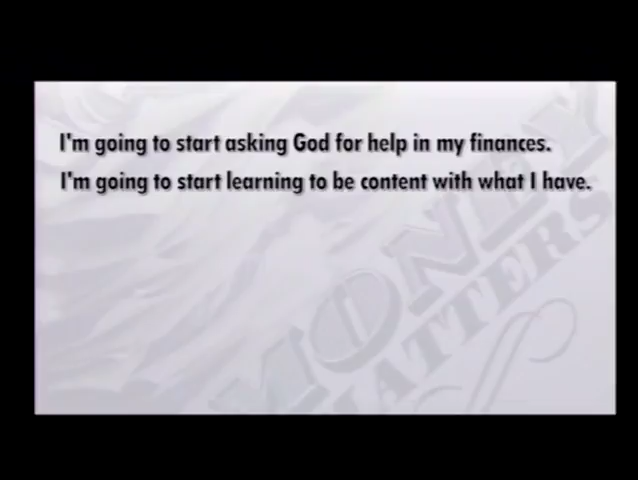 I'm going to start asking God for help in my finances.
I'm going to start learning to be content with what I have.
MONEY
MATTERS